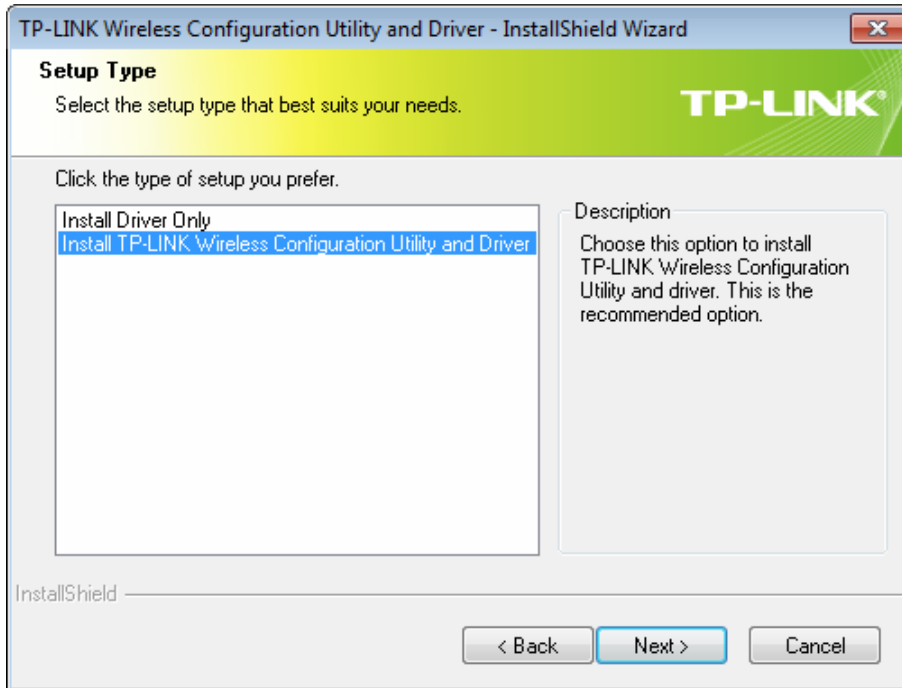 TP-LINK Wireless Configuration Utility and Driver - InstallShield Wizard
Setup Type
Select the setup type that best suits your needs.
TP-LINK®
Click the type of setup you prefer.
Install Driver Only
Install TP-LINK Wireless Configuration Utility and Driver
Description
Choose this option to install
TP-LINK Wireless Configuration
Utility and driver. This is the
recommended option.
InstallShield
< Back
Next >
Cancel